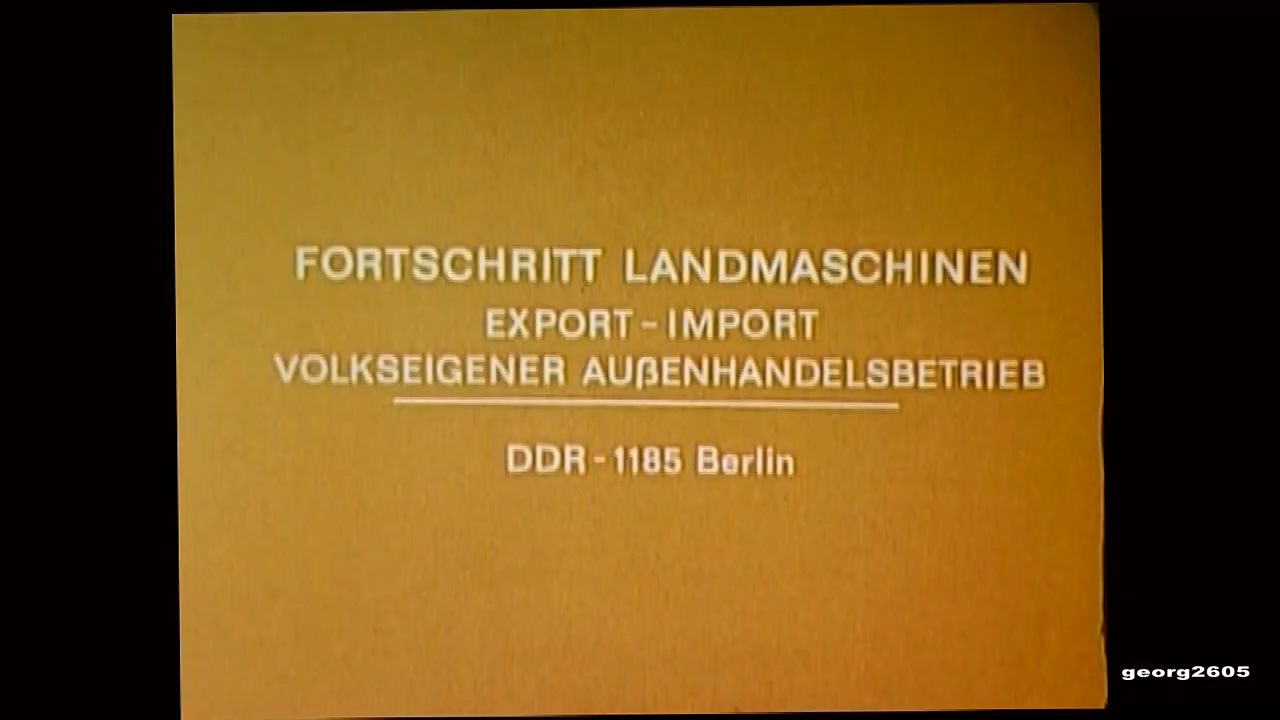 FORTSCHRITT LANDMASCHINEN
EXPORT-IMPORT
VOLKSEIGENER AUßENHANDELSBETRIEB
DDR-1185 Berlin
georg2605